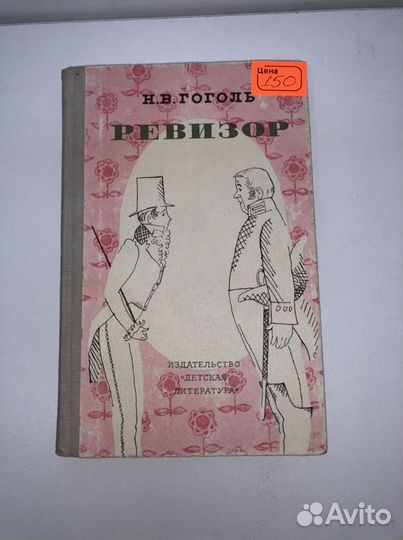 Цена
150
Н.В.ГОГОЛЬ
РЕВИЗОР
ИЗДАТЕЛЬСТВО
«ДЕТСКАЯ
ЛИТЕРАТУРА»
Avito